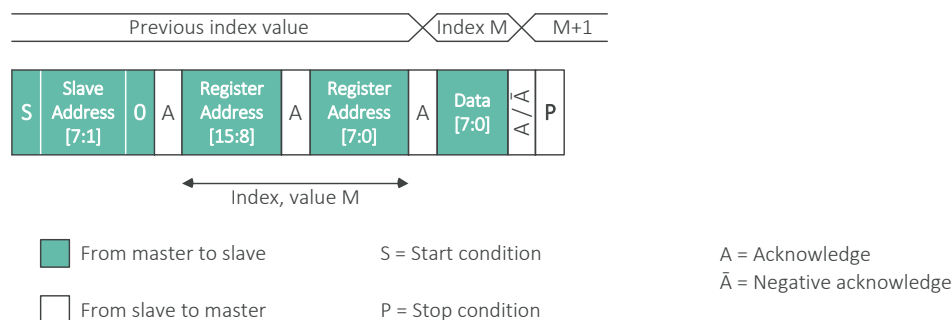 Previous index value Index M M+1
S Slave Address [7:1] 0 A Register Address [15:8] A Register Address [7:0] A Data [7:0] A / Ā P
Index, value M
From master to slave S = Start condition A = Acknowledge
Ā = Negative acknowledge
From slave to master P = Stop condition